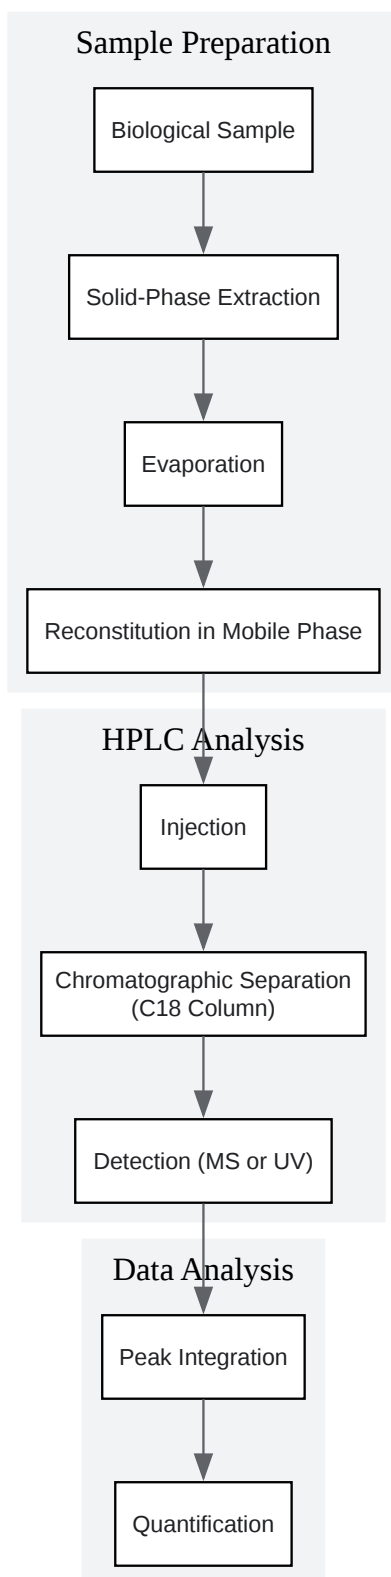 Sample Preparation
Biological Sample
Solid-Phase Extraction
Evaporation
Reconstitution in Mobile Phase
HPLC Analysis
Injection
Chromatographic Separation
(C18 Column)
Detection (MS or UV)
Data Analysis
Peak Integration
Quantification